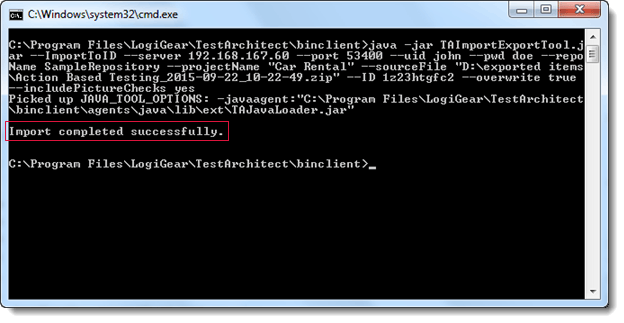 C:\Windows\system32\cmd.exe
C:\Program Files\LogiGear\TestArchitect\binclient>java -jar TAImportExportTool.j
ar --ImportToID --server 192.168.167.60 --port 53400 --uid john --pwd doe --repo
Name SampleRepository --projectName "Car Rental" --sourceFile "D:\exported items
\Action Based Testing_2015-09-22_10-22-49.zip" --ID 1z23htgfc2 --overwrite true
--includePictureChecks yes
Picked up JAVA_TOOL_OPTIONS: -javaagent:"C:\Program Files\LogiGear\TestArchitect
\binclient\agents\java\lib\ext\TAJavaLoader.jar"
Import completed successfully.
C:\Program Files\LogiGear\TestArchitect\binclient>_